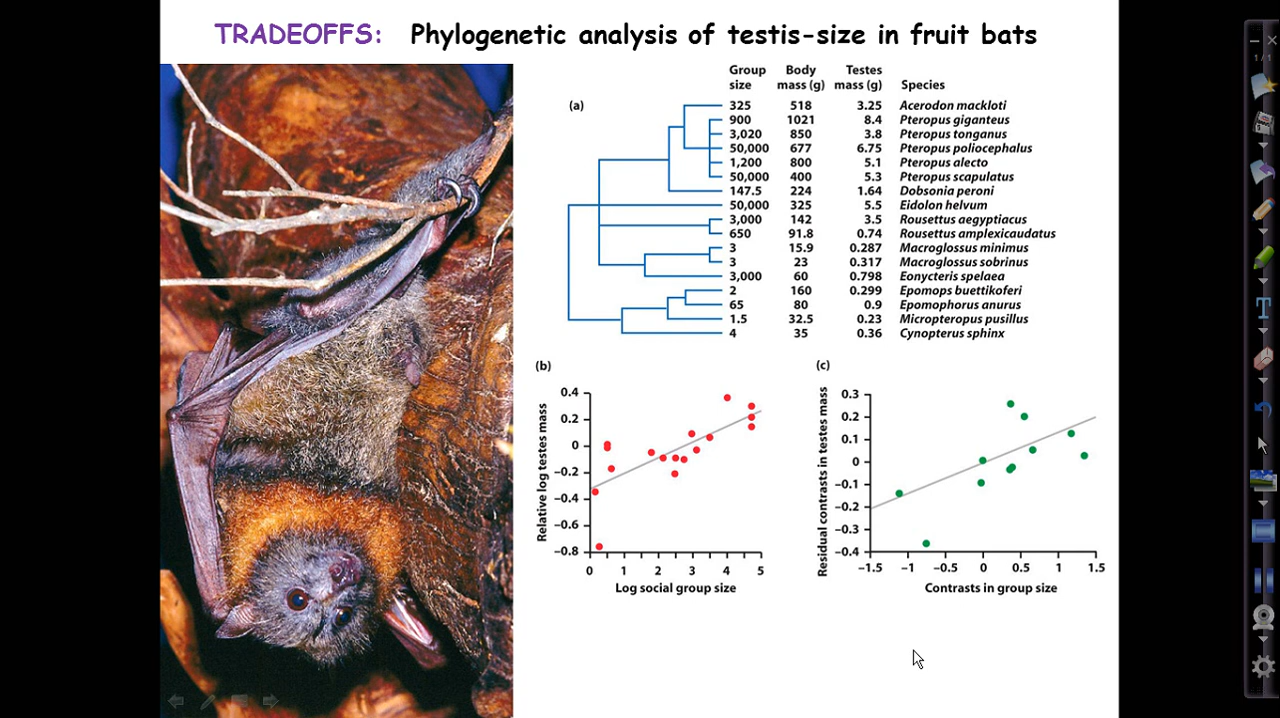 TRADEOFFS: Phylogenetic analysis of testis-size in fruit bats
Group size Body mass (g) Testes mass (g) Species
(a)
325 518 3.25 Acerodon mackloti
900 1021 8.4 Pteropus giganteus
3,020 850 3.8 Pteropus tonganus
50,000 677 6.75 Pteropus poliocephalus
1,200 800 5.1 Pteropus alecto
50,000 400 5.3 Pteropus scapulatus
147.5 224 1.64 Dobsonia peroni
50,000 325 5.5 Eidolon helvum
3,000 142 3.5 Rousettus aegyptiacus
650 91.8 0.74 Rousettus amplexicaudatus
3 15.9 0.287 Macroglossus minimus
3 23 0.317 Macroglossus sobrinus
3,000 60 0.798 Eonycteris spelaea
2 160 0.299 Epomops buettikoferi
65 80 0.9 Epomophorus anurus
1.5 32.5 0.23 Micropteropus pusillus
4 35 0.36 Cynopterus sphinx
(b)
Relative log testes mass
0.4
0.2
0
−0.2
−0.4
−0.6
−0.8
0 1 2 3 4 5
Log social group size
(c)
Residual contrasts in testes mass
0.3
0.2
0.1
0
−0.1
−0.2
−0.3
−0.4
−1.5 −1 −0.5 0 0.5 1 1.5
Contrasts in group size
1/1
T